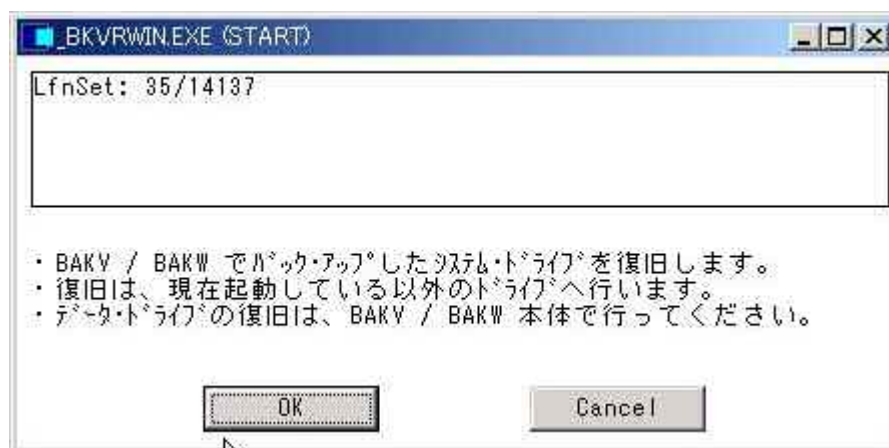 _BKVRWIN.EXE (START)
LfnSet: 35/14137
・BAKV / BAKW でﾊﾞｯｸ･ｱｯﾌﾟしたｼｽﾃﾑ･ﾄﾞﾗｲﾌﾞを復旧します。
・復旧は、現在起動している以外のﾄﾞﾗｲﾌﾞへ行います。
・ﾃﾞｰﾀ･ﾄﾞﾗｲﾌﾞの復旧は、BAKV / BAKW 本体で行ってください。
OK
Cancel